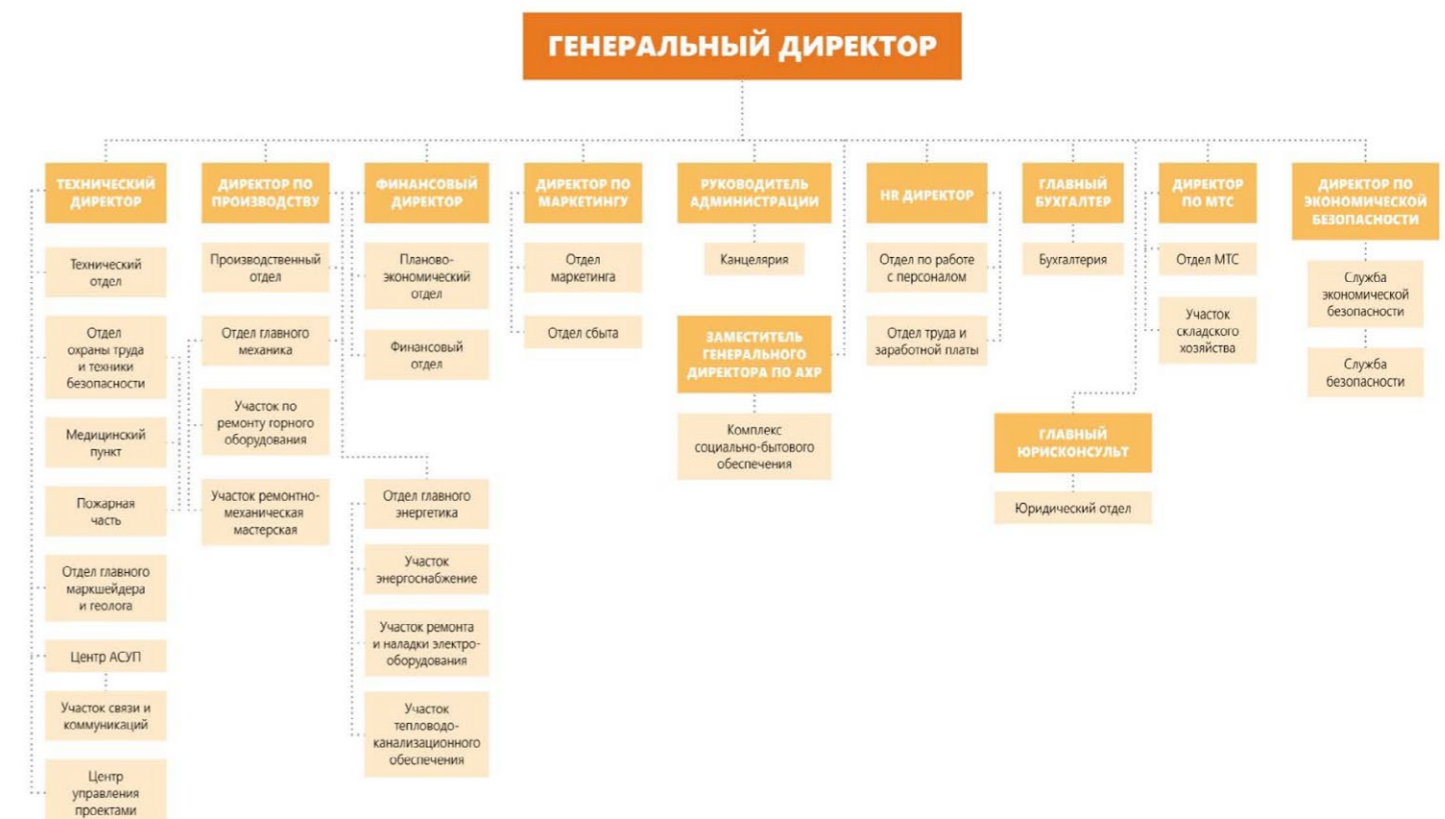 ГЕНЕРАЛЬНЫЙ ДИРЕКТОР
ТЕХНИЧЕСКИЙ
ДИРЕКТОР
Технический
отдел
Отдел
охраны труда
и техники
безопасности
Медицинский
пункт
Пожарная
часть
Отдел главного
маркшейдера
и геолога
Центр АСУП
Участок связи и
коммуникаций
Центр
управления
проектами
ДИРЕКТОР ПО
ПРОИЗВОДСТВУ
Производственный
отдел
Отдел главного
механика
Участок по
ремонту горного
оборудования
Участок ремонтно-
механическая
мастерская
ФИНАНСОВЫЙ
ДИРЕКТОР
Планово-
экономический
отдел
Финансовый
отдел
Отдел главного
энергетика
Участок
энергоснабжение
Участок ремонта
и наладки электро-
оборудования
Участок
тепловодо-
канализационного
обеспечения
ДИРЕКТОР ПО
МАРКЕТИНГУ
Отдел
маркетинга
Отдел сбыта
РУКОВОДИТЕЛЬ
АДМИНИСТРАЦИИ
Канцелярия
ЗАМЕСТИТЕЛЬ
ГЕНЕРАЛЬНОГО
ДИРЕКТОРА ПО АХР
Комплекс
социально-бытового
обеспечения
HR ДИРЕКТОР
Отдел по работе
с персоналом
Отдел труда и
заработной платы
ГЛАВНЫЙ
БУХГАЛТЕР
Бухгалтерия
ГЛАВНЫЙ
ЮРИСКОНСУЛЬТ
Юридический отдел
ДИРЕКТОР
ПО МТС
Отдел МТС
Участок
складского
хозяйства
ДИРЕКТОР ПО
ЭКОНОМИЧЕСКОЙ
БЕЗОПАСНОСТИ
Служба
экономической
безопасности
Служба
безопасности